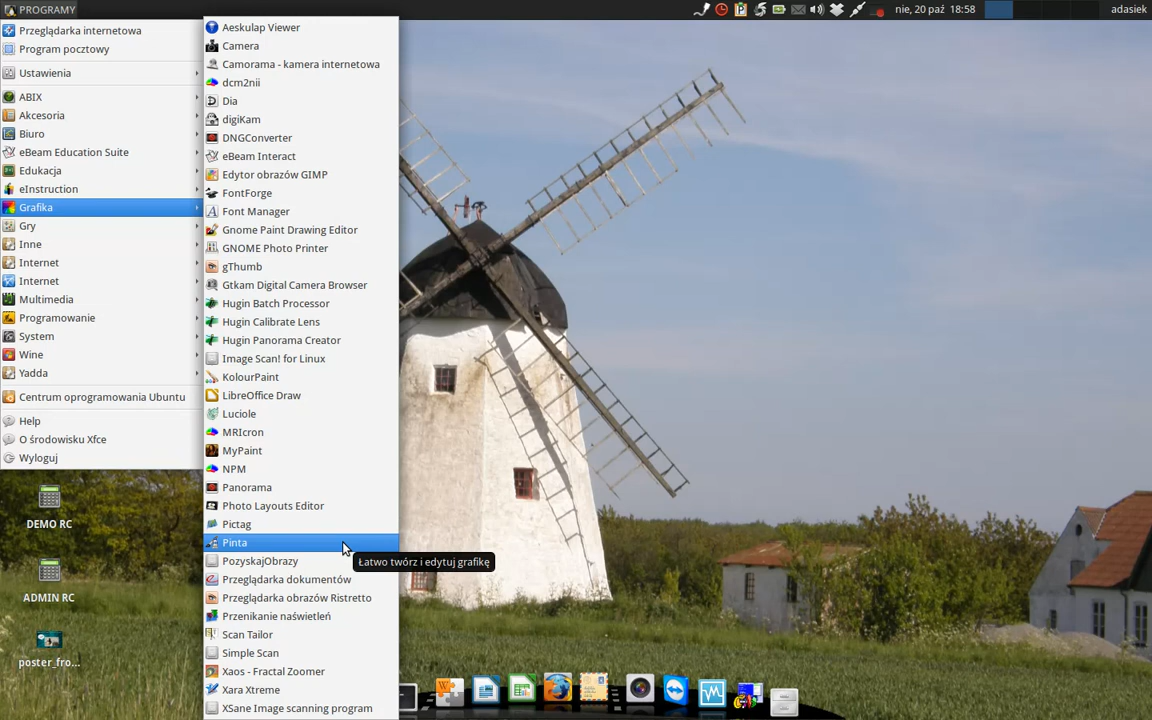 PROGRAMY
nie, 20 paź 18:58
adasiek
Przeglądarka internetowa
Program pocztowy
Ustawienia
ABIX
Akcesoria
Biuro
eBeam Education Suite
Edukacja
eInstruction
Grafika
Gry
Inne
Internet
Internet
Multimedia
Programowanie
System
Wine
Yadda
Centrum oprogramowania Ubuntu
Help
O środowisku Xfce
Wyloguj
Aeskulap Viewer
Camera
Camorama - kamera internetowa
dcm2nii
Dia
digiKam
DNGConverter
eBeam Interact
Edytor obrazów GIMP
FontForge
Font Manager
Gnome Paint Drawing Editor
GNOME Photo Printer
gThumb
Gtkam Digital Camera Browser
Hugin Batch Processor
Hugin Calibrate Lens
Hugin Panorama Creator
Image Scan! for Linux
KolourPaint
LibreOffice Draw
Luciole
MRIcron
MyPaint
NPM
Panorama
Photo Layouts Editor
Pictag
Pinta
PozyskajObrazy
Przeglądarka dokumentów
Przeglądarka obrazów Ristretto
Przenikanie naświetleń
Scan Tailor
Simple Scan
Xaos - Fractal Zoomer
Xara Xtreme
XSane Image scanning program
Łatwo twórz i edytuj grafikę
DEMO RC
ADMIN RC
poster_fro...